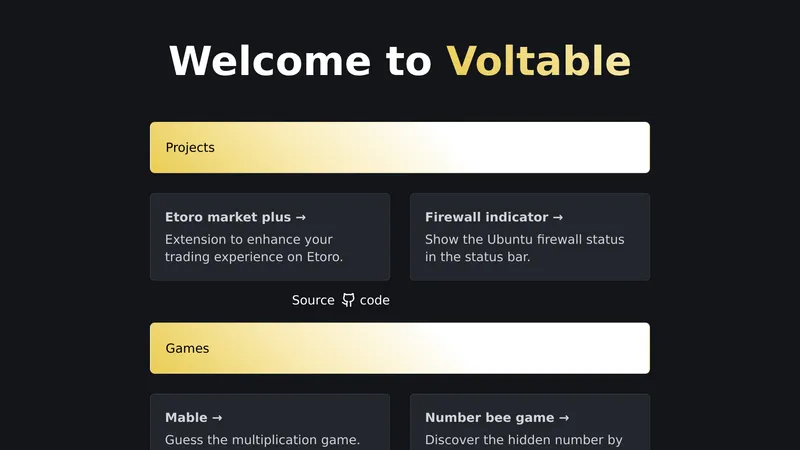 Welcome to Voltable
Projects
Etoro market plus →
Extension to enhance your
trading experience on Etoro.
Firewall indicator →
Show the Ubuntu firewall status
in the status bar.
Source code
Games
Mable →
Guess the multiplication game.
Number bee game →
Discover the hidden number by